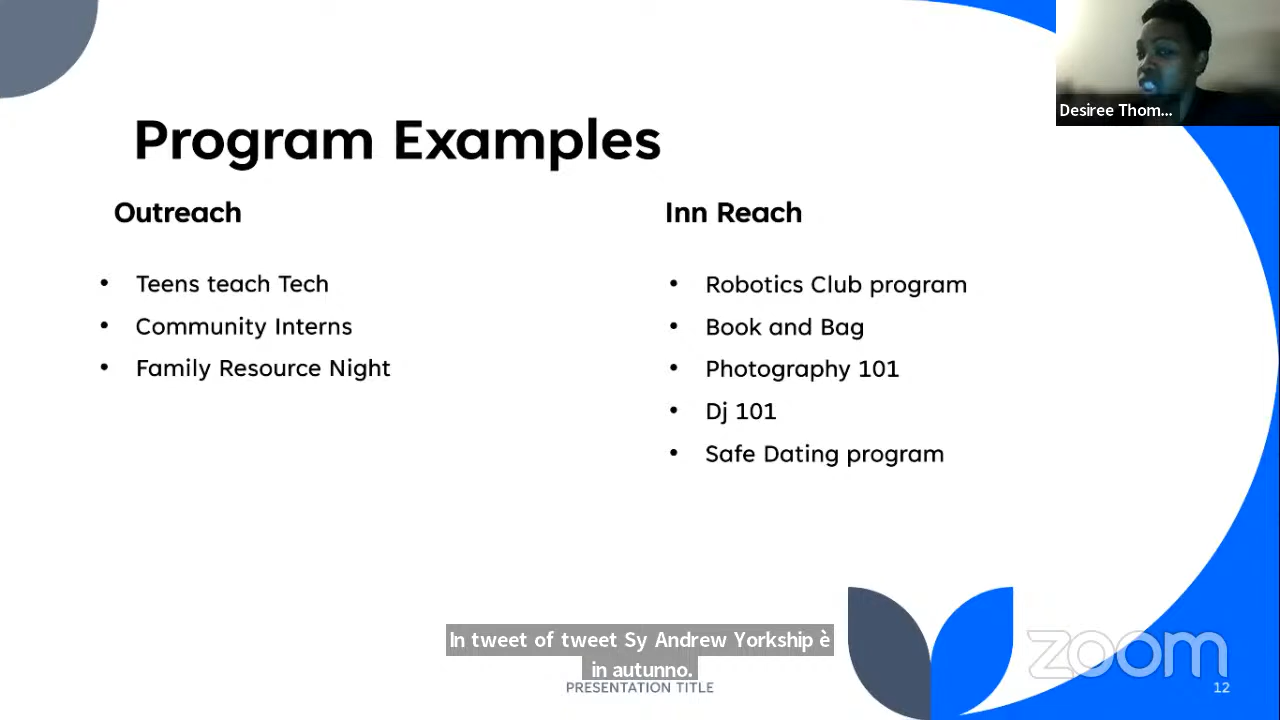 Desiree Thom...
Program Examples
Outreach
• Teens teach Tech
• Community Interns
• Family Resource Night
Inn Reach
• Robotics Club program
• Book and Bag
• Photography 101
• Dj 101
• Safe Dating program
In tweet of tweet Sy Andrew Yorkship è
in autunno.
PRESENTATION TITLE
zoom
12